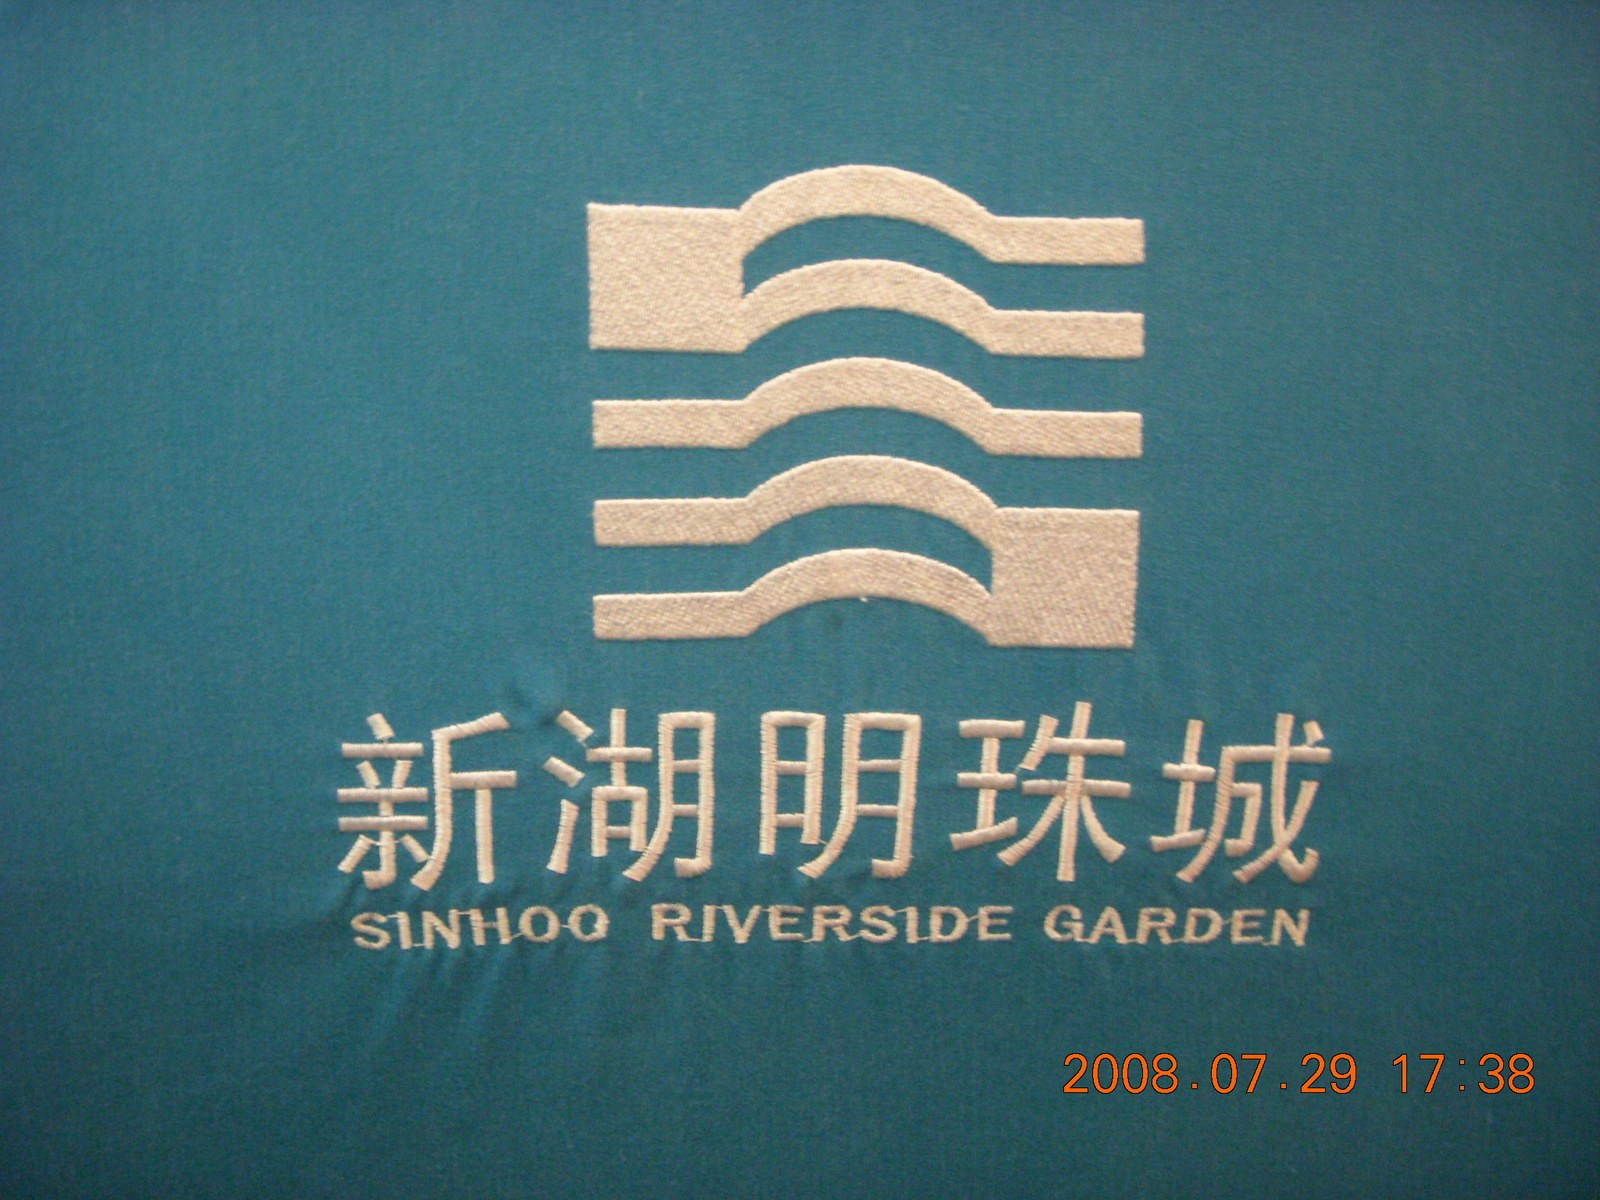 新湖明珠城
SINHOO RIVERSIDE GARDEN
2008.07.29 17:38